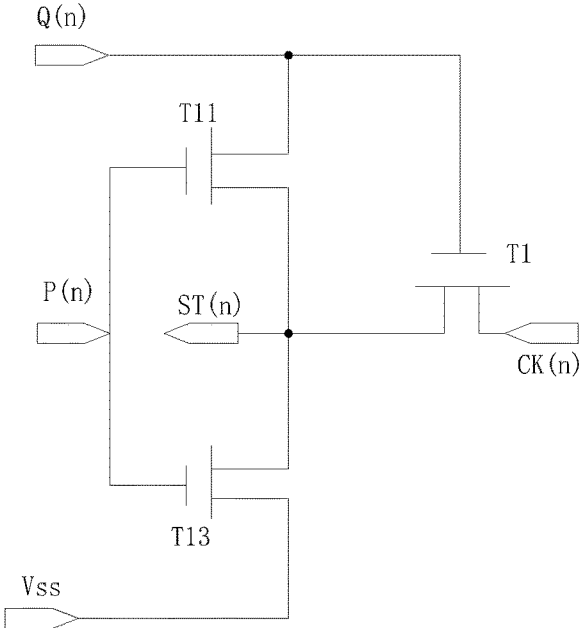 Q(n)
T11
T1
P(n)
ST(n)
CK(n)
T13
Vss